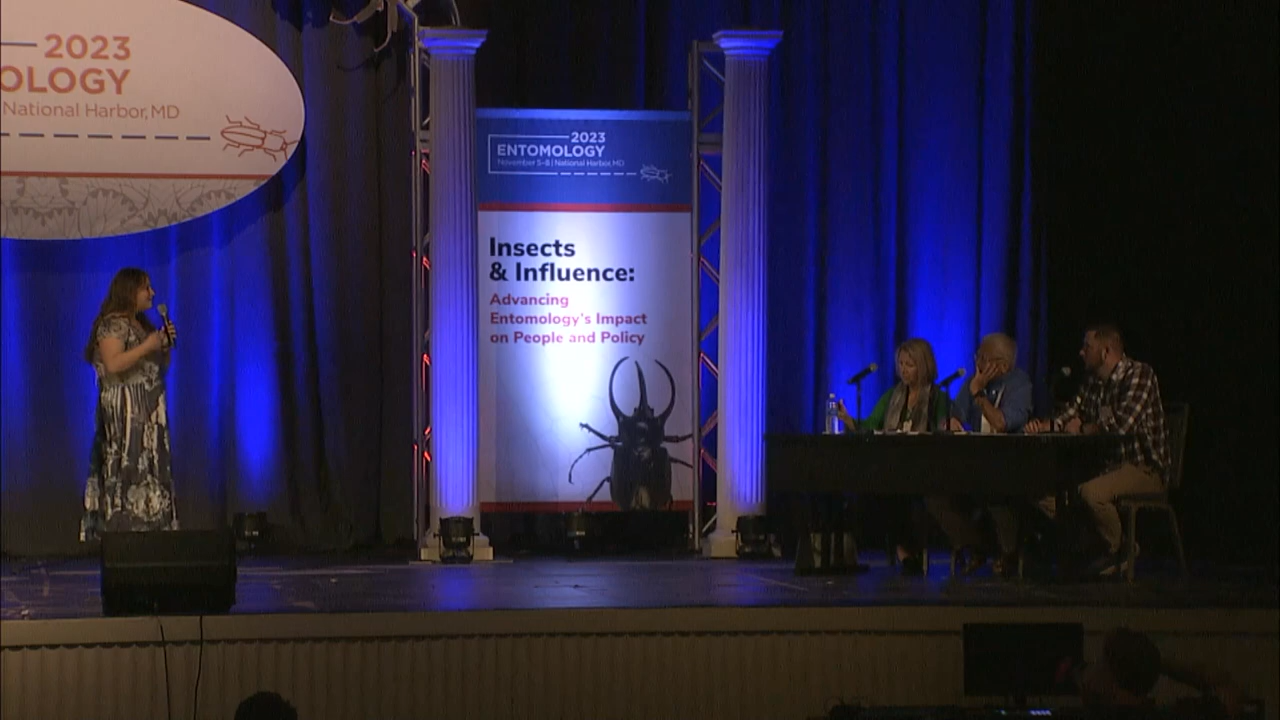 2023
OLOGY
National Harbor, MD
2023
ENTOMOLOGY
November 5-8 | National Harbor, MD
Insects
& Influence:
Advancing
Entomology's Impact
on People and Policy